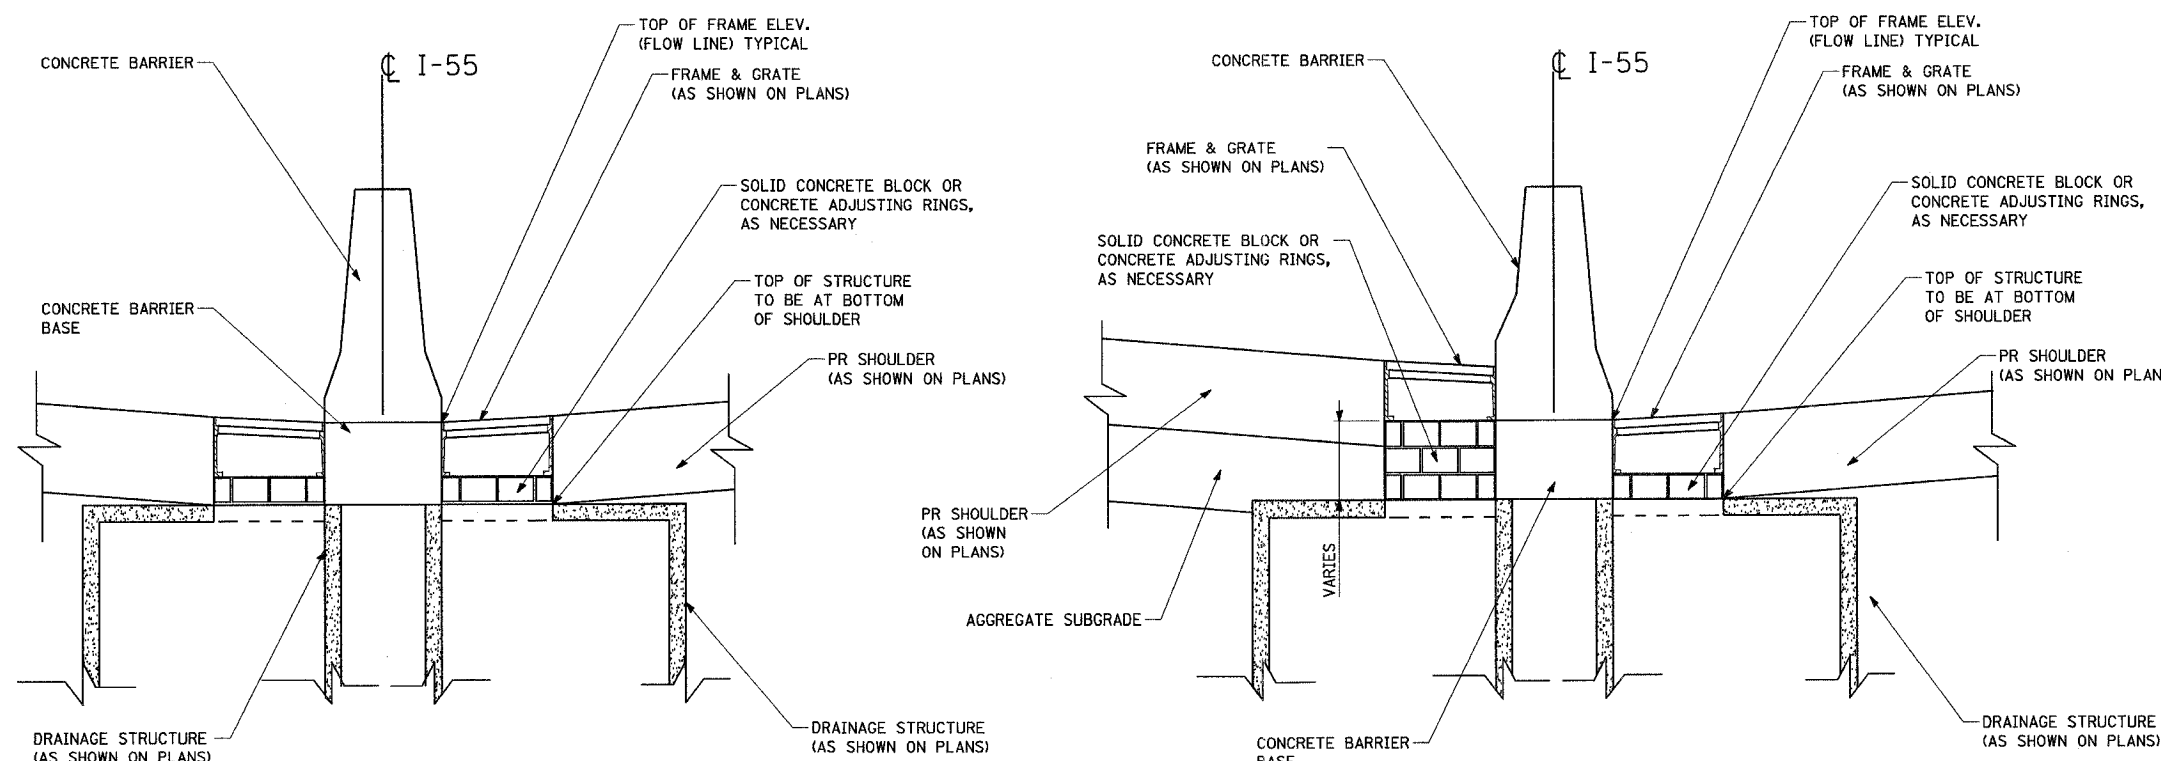 TOP OF FRAME ELEV.
(FLOW LINE) TYPICAL
CONCRETE BARRIER
℄ I-55
FRAME & GRATE
(AS SHOWN ON PLANS)
SOLID CONCRETE BLOCK OR
CONCRETE ADJUSTING RINGS,
AS NECESSARY
TOP OF STRUCTURE
TO BE AT BOTTOM
OF SHOULDER
CONCRETE BARRIER
BASE
PR SHOULDER
(AS SHOWN ON PLANS)
DRAINAGE STRUCTURE
(AS SHOWN ON PLANS)
DRAINAGE STRUCTURE
(AS SHOWN ON PLANS)
TOP OF FRAME ELEV.
(FLOW LINE) TYPICAL
CONCRETE BARRIER
℄ I-55
FRAME & GRATE
(AS SHOWN ON PLANS)
FRAME & GRATE
(AS SHOWN ON PLANS)
SOLID CONCRETE BLOCK OR
CONCRETE ADJUSTING RINGS,
AS NECESSARY
SOLID CONCRETE BLOCK OR
CONCRETE ADJUSTING RINGS,
AS NECESSARY
TOP OF STRUCTURE
TO BE AT BOTTOM
OF SHOULDER
PR SHOULDER
(AS SHOWN ON PLAN
PR SHOULDER
(AS SHOWN
ON PLANS)
VARIES
AGGREGATE SUBGRADE
DRAINAGE STRUCTURE
(AS SHOWN ON PLANS)
CONCRETE BARRIER
BASE